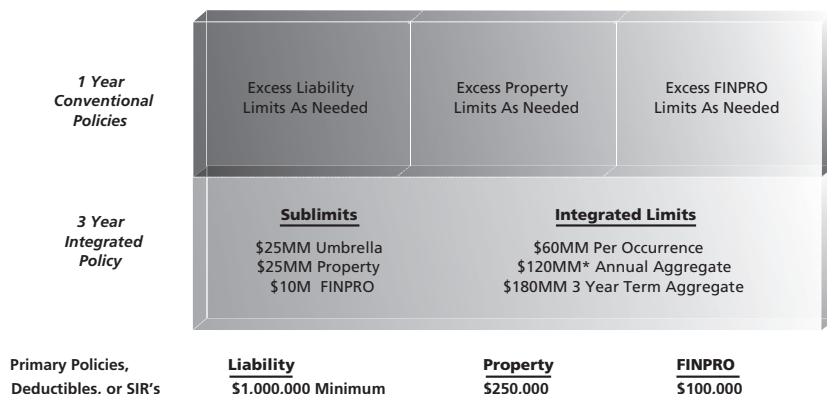 1 Year
Conventional
Policies
Excess Liability
Limits As Needed
Excess Property
Limits As Needed
Excess FINPRO
Limits As Needed
3 Year
Integrated
Policy
Sublimits
$25MM Umbrella
$25MM Property
$10M FINPRO
Integrated Limits
$60MM Per Occurrence
$120MM* Annual Aggregate
$180MM 3 Year Term Aggregate
Primary Policies,
Deductibles, or SIR's
Liability
$1,000,000 Minimum
Property
$250,000
FINPRO
$100,000